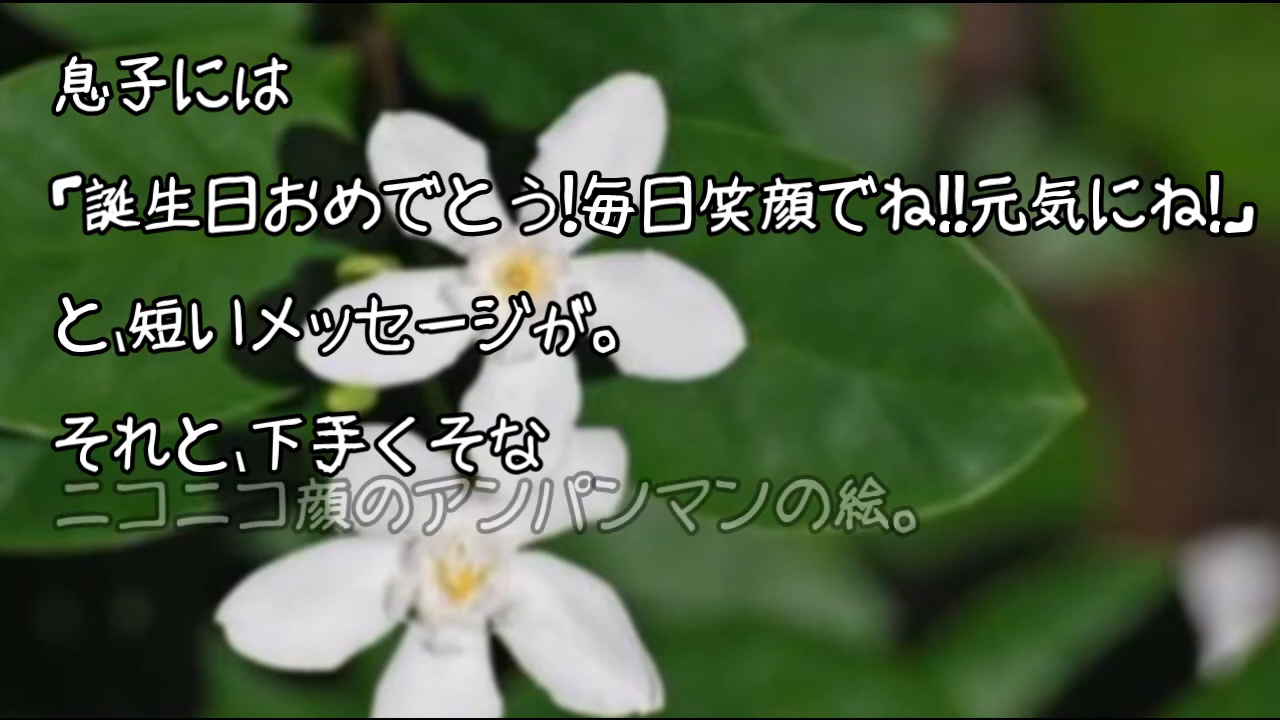 息子には
「誕生日おめでとう!毎日笑顔でね!!元気にね!」
と、短いメッセージが。
それと、下手くそな
ニコニコ顔のアンパンマンの絵。